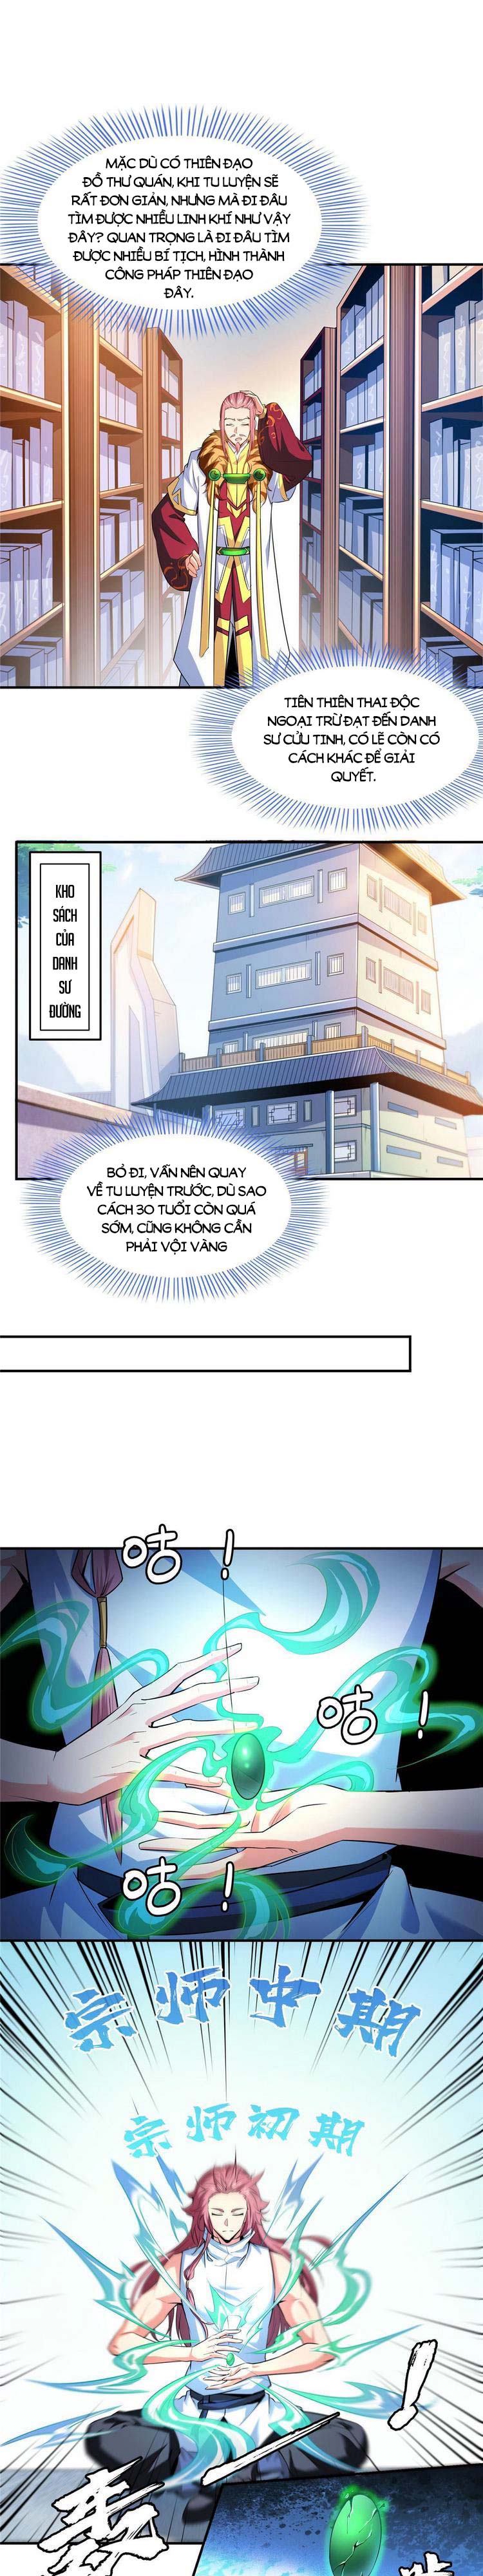 MẶC DÙ CÓ THIÊN ĐẠO
ĐỒ THƯ QUÁN, KHI TU LUYỆN SẼ
RẤT ĐƠN GIẢN, NHƯNG MÀ ĐI ĐÂU
TÌM ĐƯỢC NHIỀU LINH KHÍ NHƯ VẬY
ĐÂY? QUAN TRỌNG LÀ ĐI ĐÂU TÌM
ĐƯỢC NHIỀU BÍ TỊCH, HÌNH THÀNH
CÔNG PHÁP THIÊN ĐẠO
ĐÂY.
TIÊN THIÊN THAI ĐỘC
NGOẠI TRỪ ĐẠT ĐẾN DANH
SƯ CỬU TINH, CÓ LẼ CÒN CÓ
CÁCH KHÁC ĐỂ GIẢI
QUYẾT.
KHO
SÁCH
CỦA
DANH
SƯ
ĐƯỜNG
BỎ ĐI, VẪN NÊN QUAY
VỀ TU LUYỆN TRƯỚC, DÙ SAO
CÁCH 30 TUỔI CÒN QUÁ
SỚM, CŨNG KHÔNG CẦN
PHẢI VỘI VÀNG
咕！
咕！
咕！
宗师中期
宗师初期